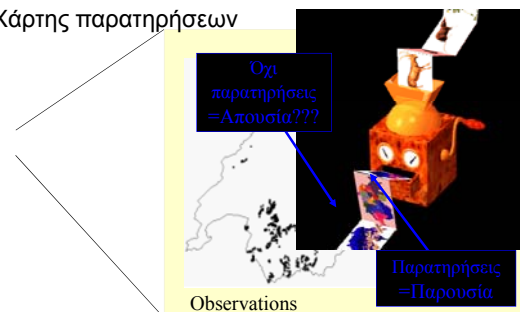 Χάρτης παρατηρήσεων
Όχι
παρατηρήσεις
=Απουσία???
Παρατηρήσεις
=Παρουσία
Observations